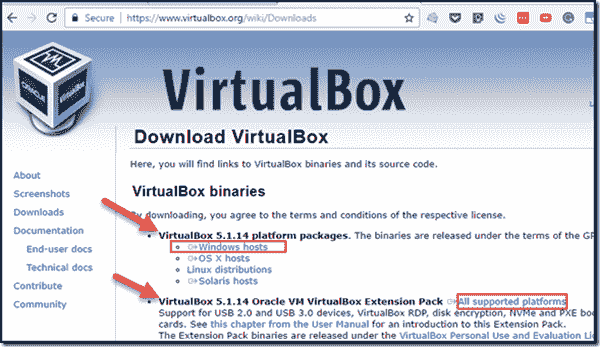 Secure https://www.virtualbox.org/wiki/Downloads
VirtualBox
Download VirtualBox
Here, you will find links to VirtualBox binaries and its source code.
VirtualBox binaries
By downloading, you agree to the terms and conditions of the respective license.
VirtualBox 5.1.14 platform packages. The binaries are released under the terms of the GP
Windows hosts
OS X hosts
Linux distributions
Solaris hosts
VirtualBox 5.1.14 Oracle VM VirtualBox Extension Pack All supported platforms
Support for USB 2.0 and USB 3.0 devices, VirtualBox RDP, disk encryption, NVMe and PXE boo
cards. See this chapter from the User Manual for an introduction to this Extension Pack.
The Extension Pack binaries are released under the VirtualBox Personal Use and Evaluation Li
About
Screenshots
Downloads
Documentation
End-user docs
Technical docs
Contribute
Community